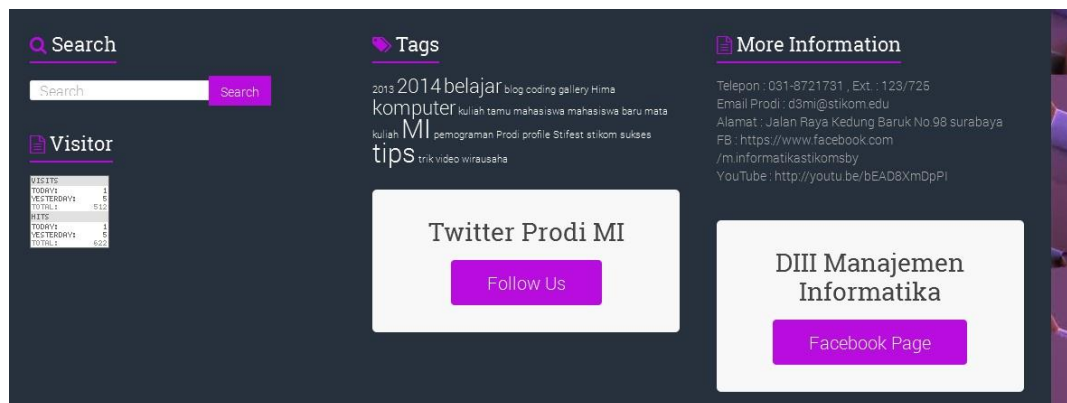 Search
Search
Search
Visitor
VISITS
TODAY: 1
YESTERDAY: 5
TOTAL: 512
HITS
TODAY: 1
YESTERDAY: 5
TOTAL: 622
Tags
2013 2014 belajar blog coding gallery Hima
komputer kuliah tamu mahasiswa mahasiswa baru mata
kuliah MI pemograman Prodi profile Stifest stikom sukses
tips trik video wirausaha
Twitter Prodi MI
Follow Us
More Information
Telepon : 031-8721731 , Ext. : 123/725
Email Prodi : d3mi@stikom.edu
Alamat : Jalan Raya Kedung Baruk No.98 surabaya
FB : https://www.facebook.com
/m.informatikastikomsby
YouTube : http://youtu.be/bEAD8XmDpPI
DIII Manajemen
Informatika
Facebook Page